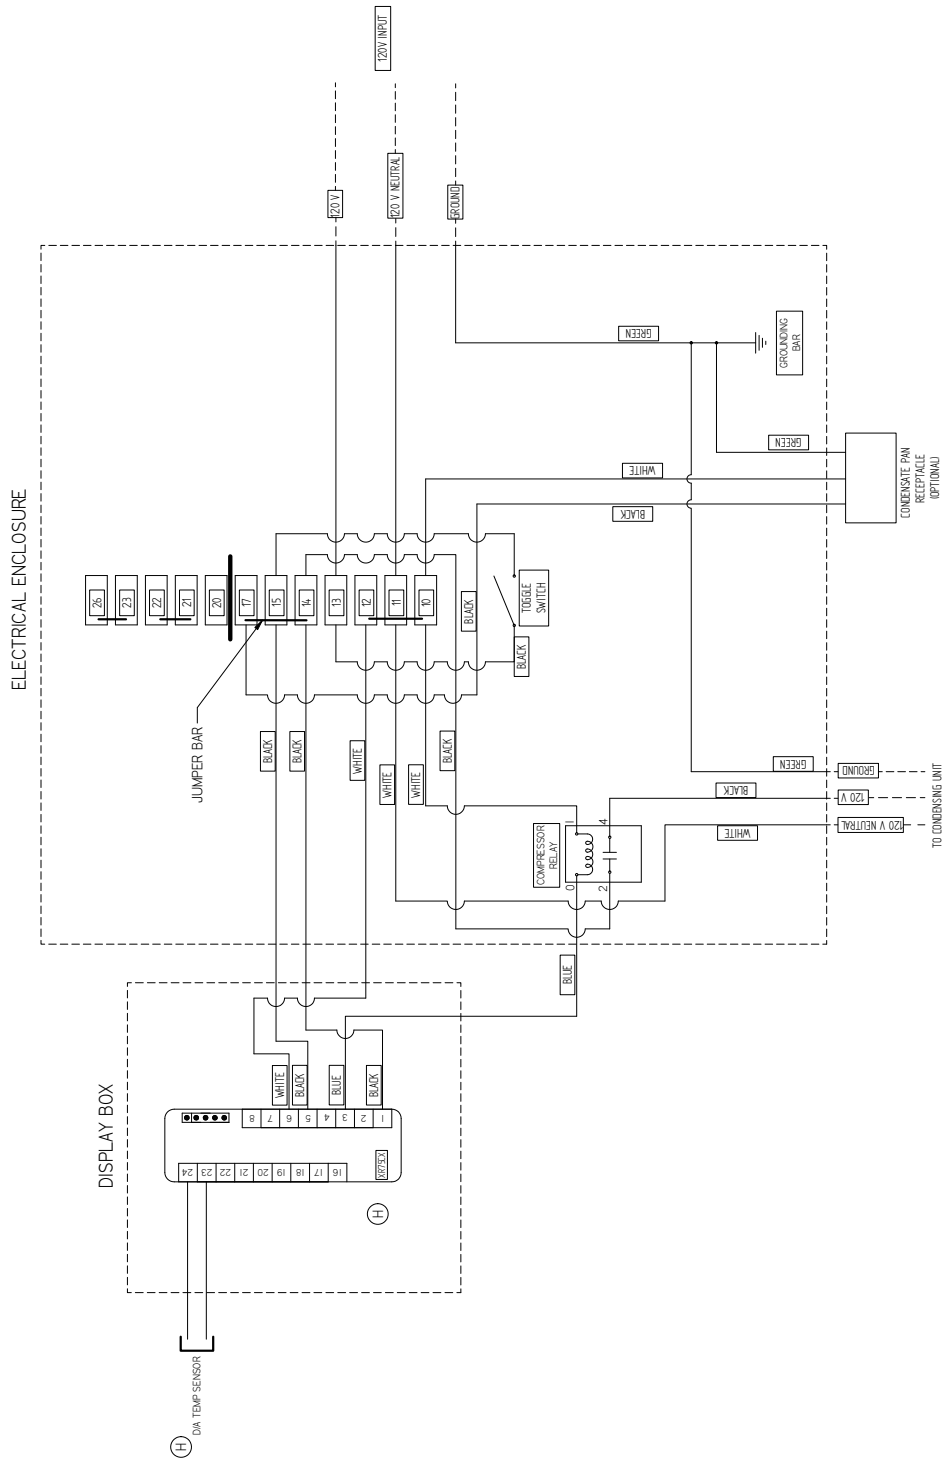 ELECTRICAL ENCLOSURE
120V INPUT
120 V
120 V NEUTRAL
GROUND
GREEN
GROUNDING
BAR
GREEN
WHITE
BLACK
CONDENSATE PAN
RECEPTACLE
(OPTIONAL)
26
23
22
21
20
17
15
14
13
12
11
10
TOGGLE
SWITCH
BLACK
BLACK
JUMPER BAR
BLACK
BLACK
WHITE
WHITE
WHITE
BLACK
GREEN
BLACK
WHITE
GROUND
120 V
120 V NEUTRAL
TO CONDENSING UNIT
COMPRESSOR
RELAY
1
4
0
2
BLUE
DISPLAY BOX
WHITE
BLACK
BLUE
BLACK
8
7
6
5
4
3
2
1
24
23
22
21
20
19
18
17
16
XR75CX
H
D/A TEMP SENSOR
H